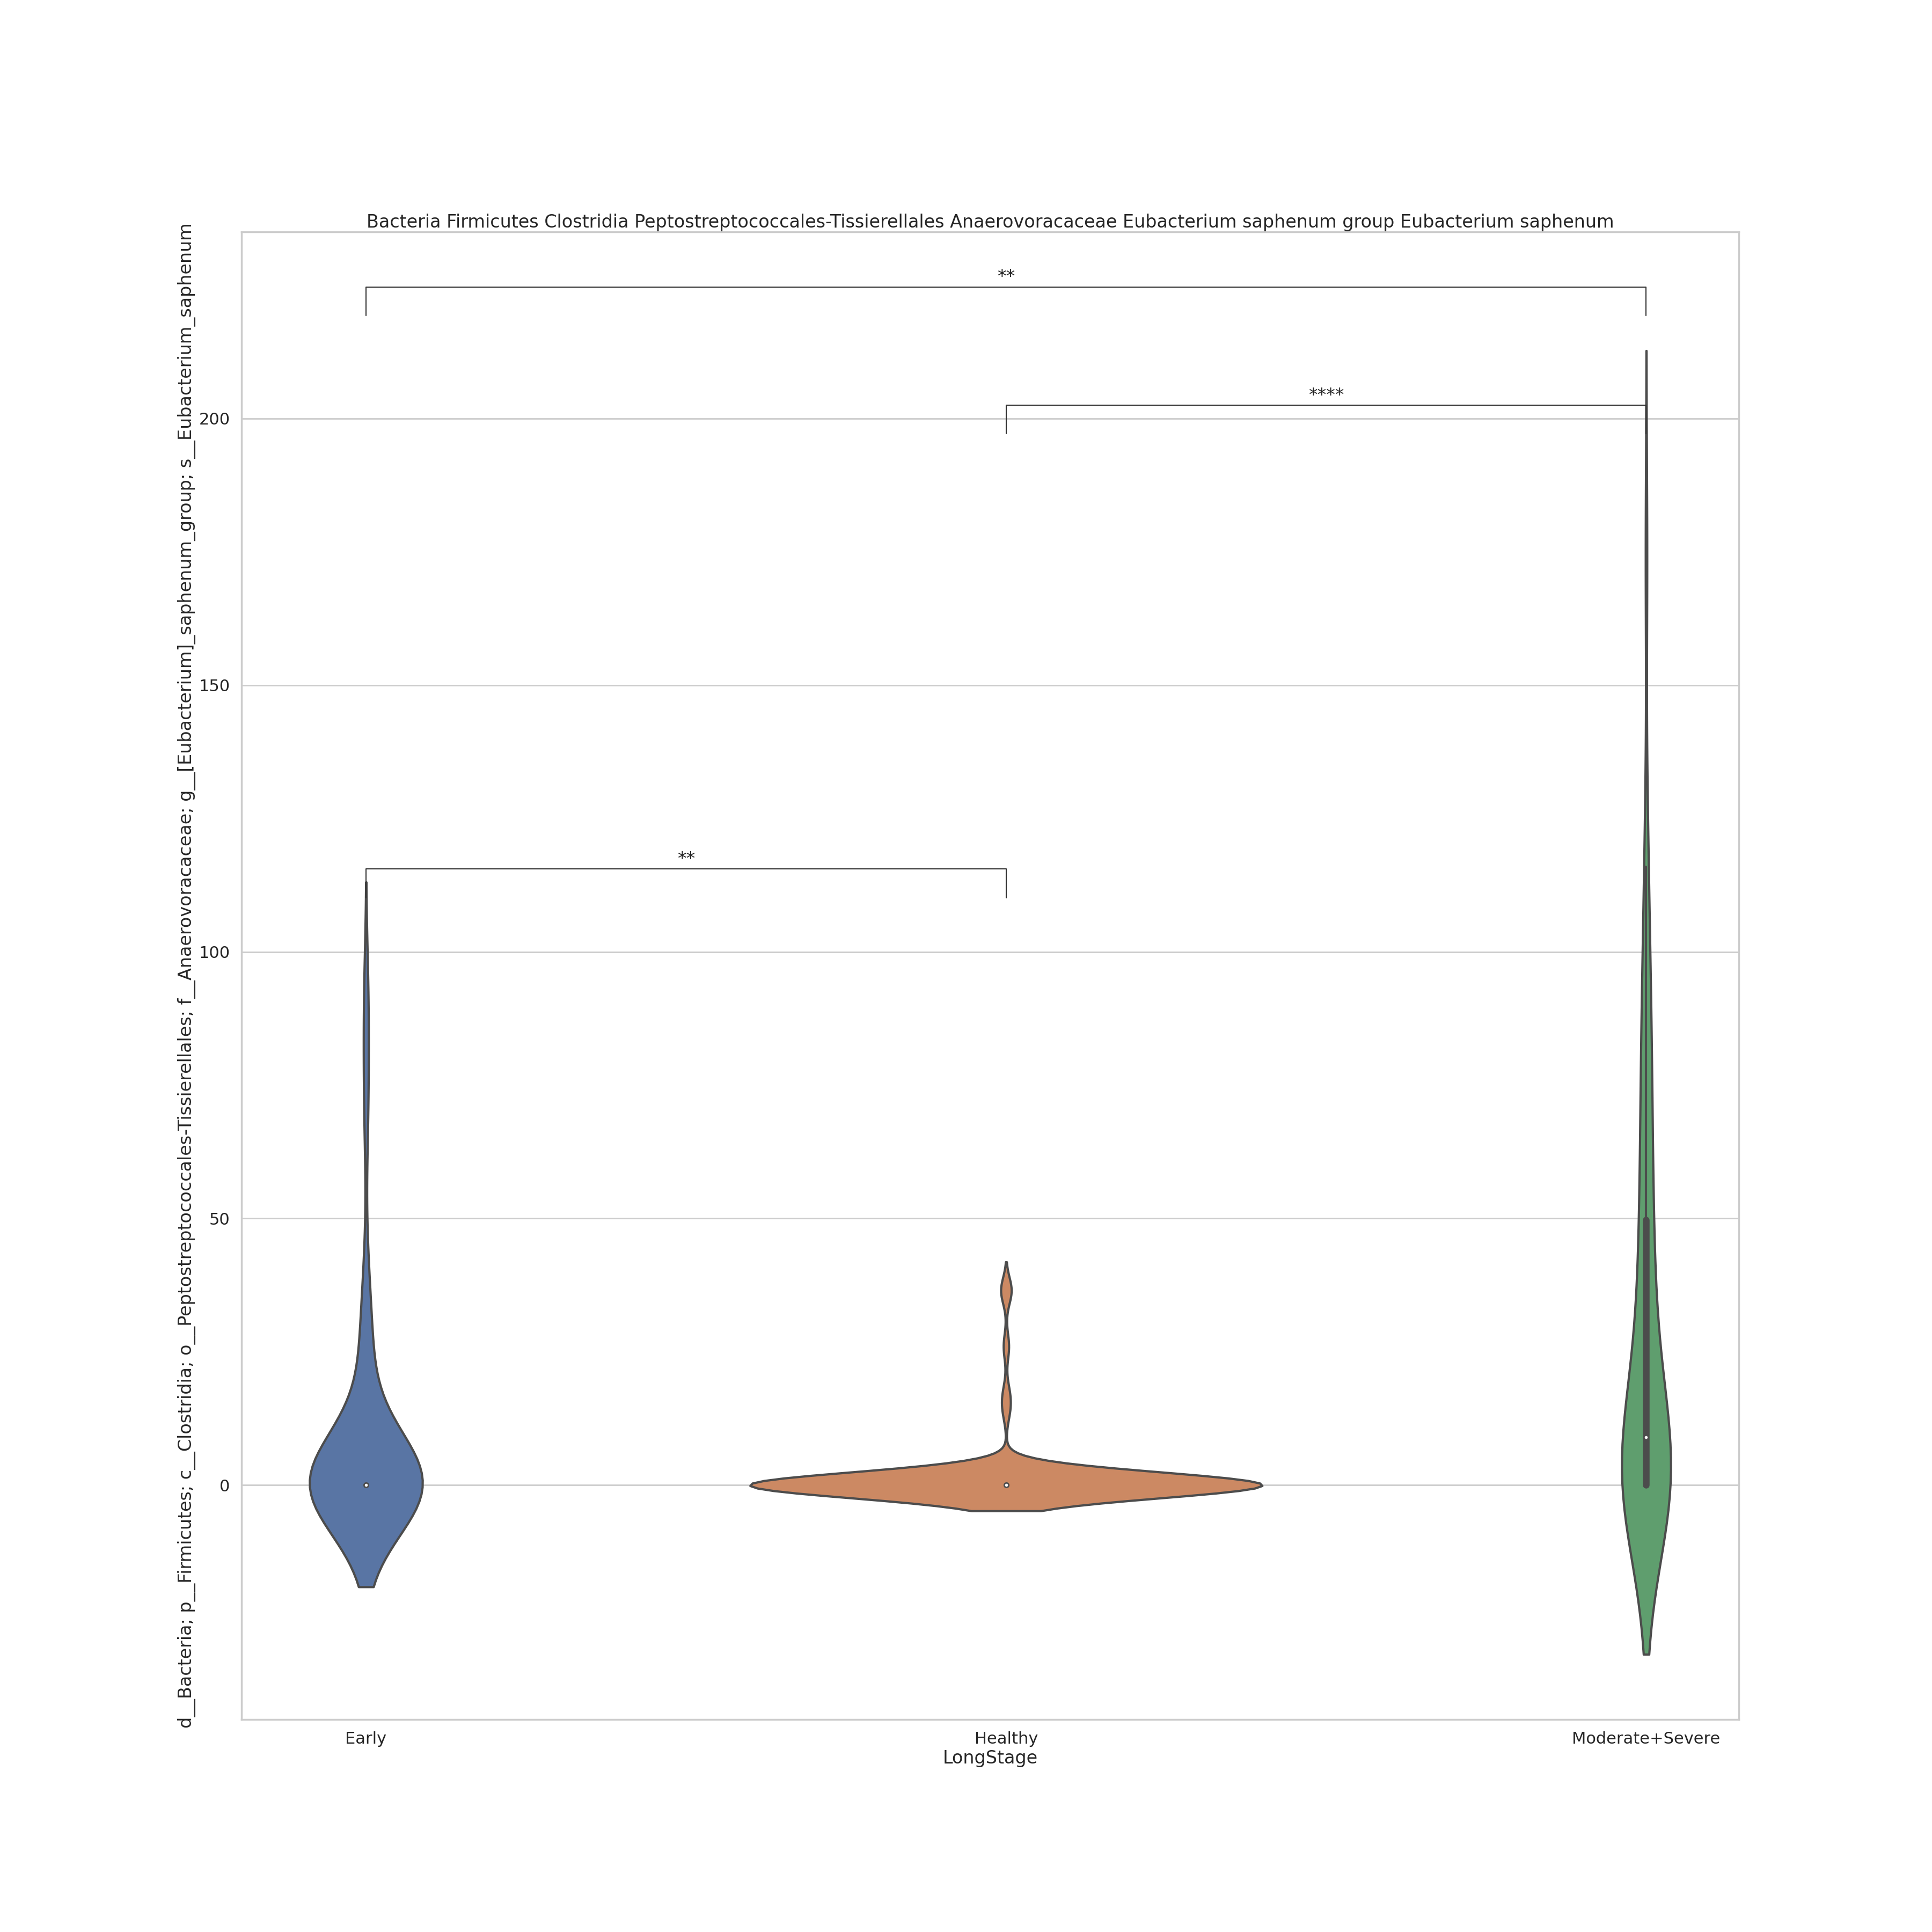 Bacteria Firmicutes Clostridia Peptostreptococcales-Tissierellales Anaerovoracaceae Eubacterium saphenum group Eubacterium saphenum
d__Bacteria; p__Firmicutes; c__Clostridia; o__Peptostreptococcales-Tissierellales; f__Anaerovoracaceae; g__[Eubacterium]_saphenum_group; s__Eubacterium_saphenum
**
****
200
150
**
100
50
0
Early Healthy Moderate+Severe
LongStage